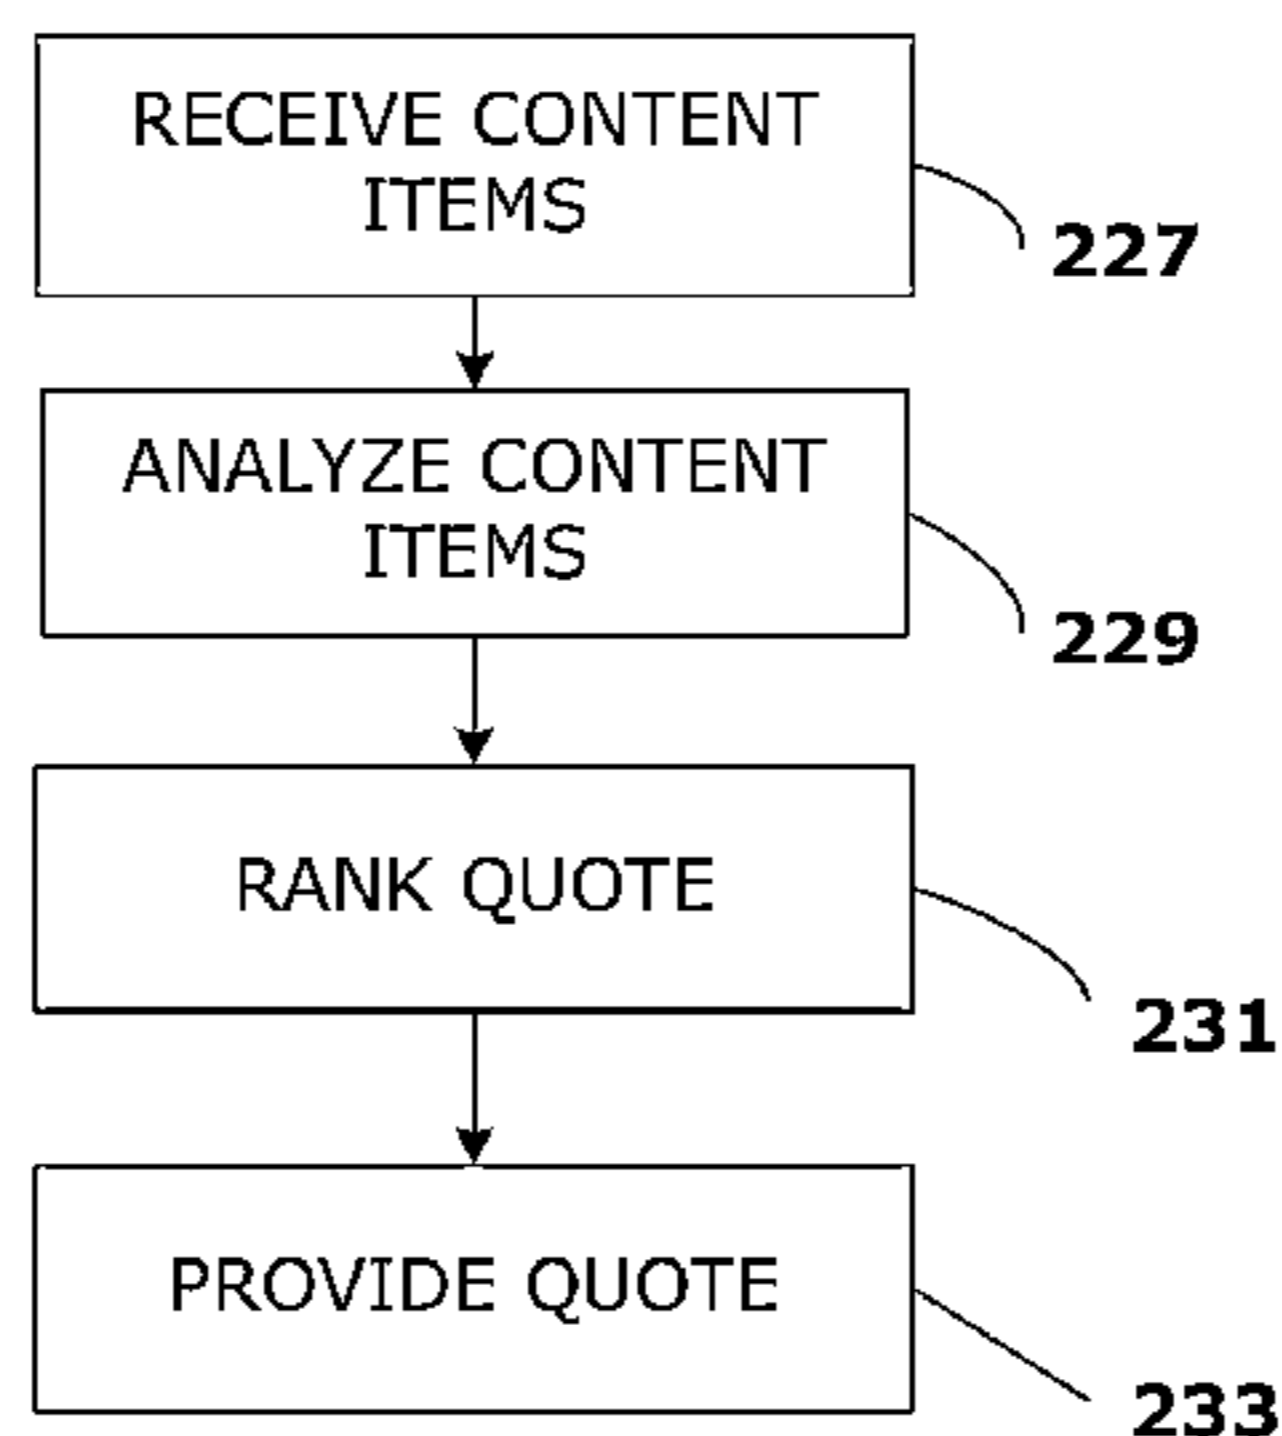 RECEIVE CONTENT
ITEMS
227
ANALYZE CONTENT
ITEMS
229
RANK QUOTE
231
PROVIDE QUOTE
233